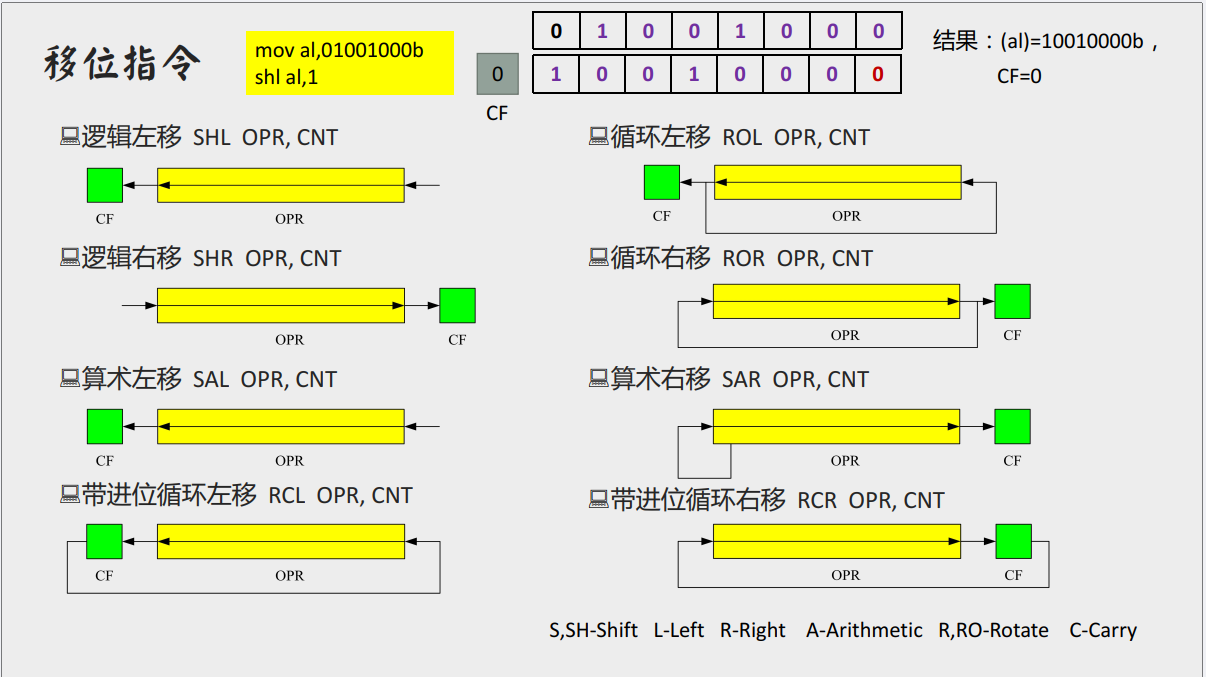 移位指令
mov al,01001000b
shl al,1
0 1 0 0 1 0 0 0
0 1 0 0 1 0 0 0 0
CF
结果：(al)=10010000b ,
CF=0
逻辑左移 SHL OPR, CNT
CF OPR
循环左移 ROL OPR, CNT
CF OPR
逻辑右移 SHR OPR, CNT
OPR CF
循环右移 ROR OPR, CNT
OPR CF
算术左移 SAL OPR, CNT
CF OPR
算术右移 SAR OPR, CNT
OPR CF
带进位循环左移 RCL OPR, CNT
CF OPR
带进位循环右移 RCR OPR, CNT
OPR CF
S,SH-Shift L-Left R-Right A-Arithmetic R,RO-Rotate C-Carry